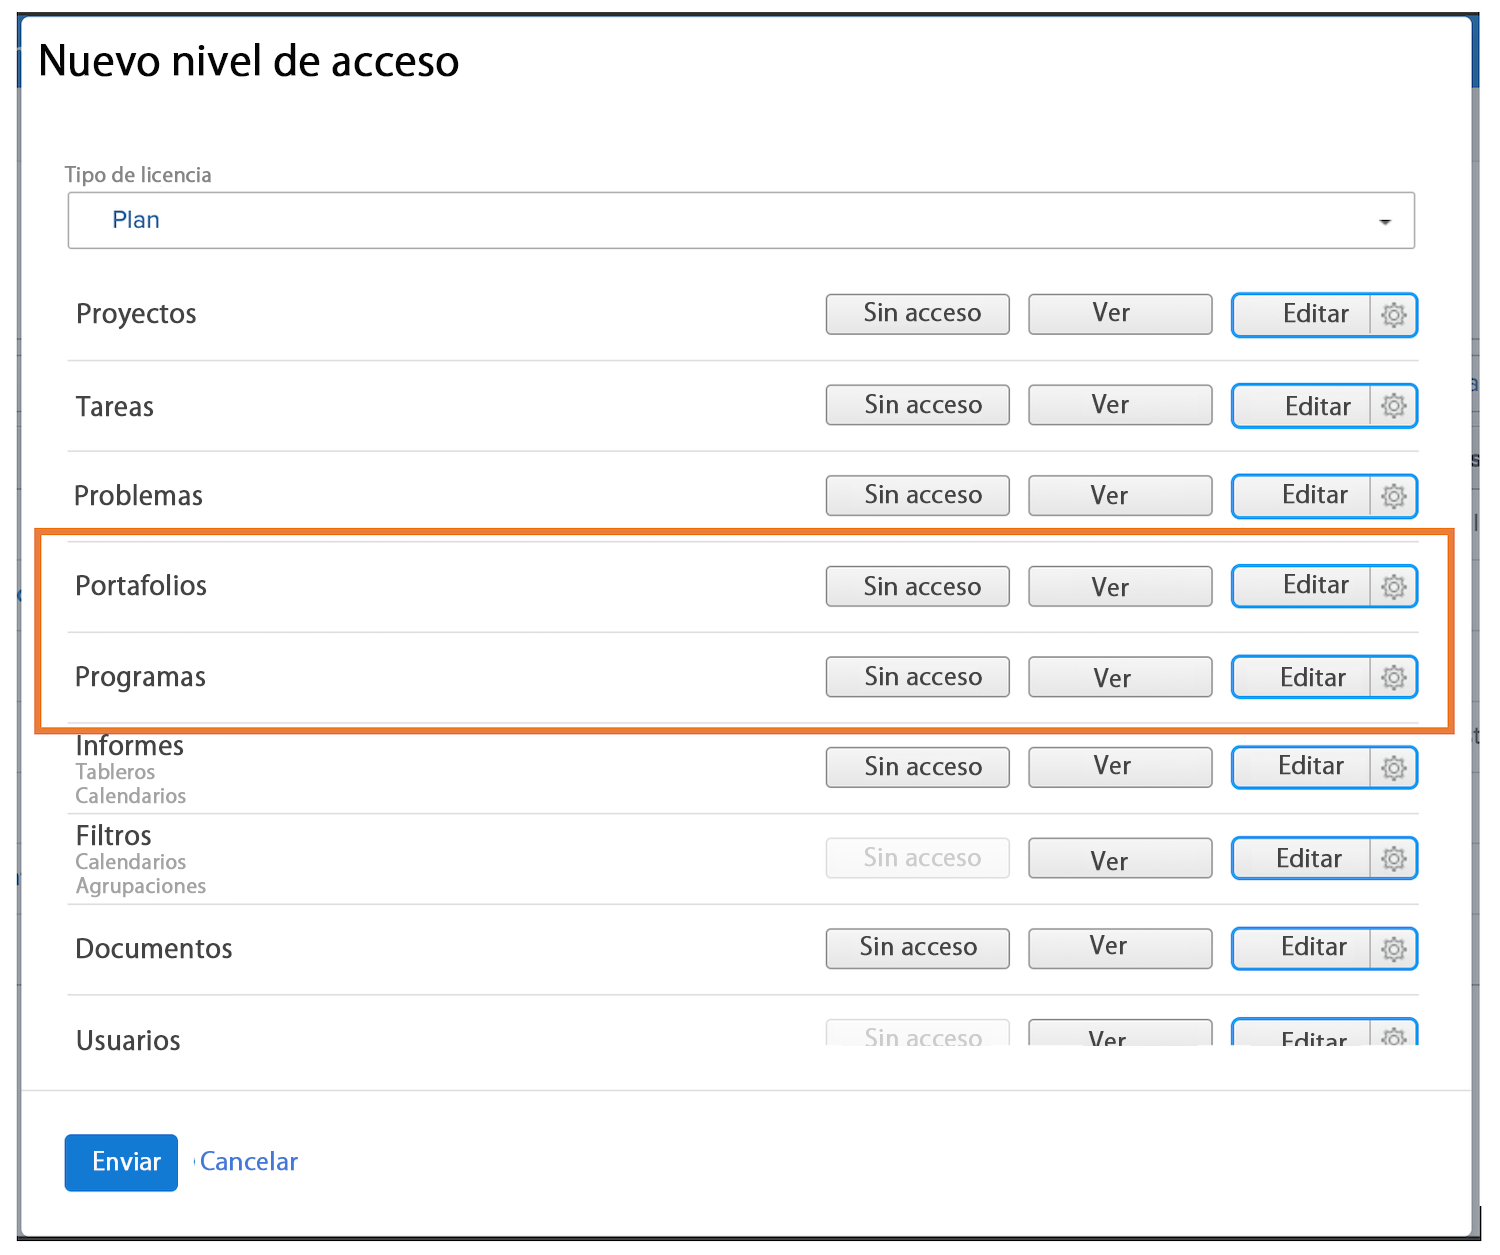 Nuevo nivel de acceso
Tipo de licencia
Plan
Proyectos Sin acceso Ver Editar
Tareas Sin acceso Ver Editar
Problemas Sin acceso Ver Editar
Portafolios Sin acceso Ver Editar
Programas Sin acceso Ver Editar
Informes
Tableros
Calendarios
Sin acceso Ver Editar
Filtros
Calendarios
Agrupaciones
Sin acceso Ver Editar
Documentos Sin acceso Ver Editar
Usuarios Sin acceso Ver Editar
Enviar Cancelar